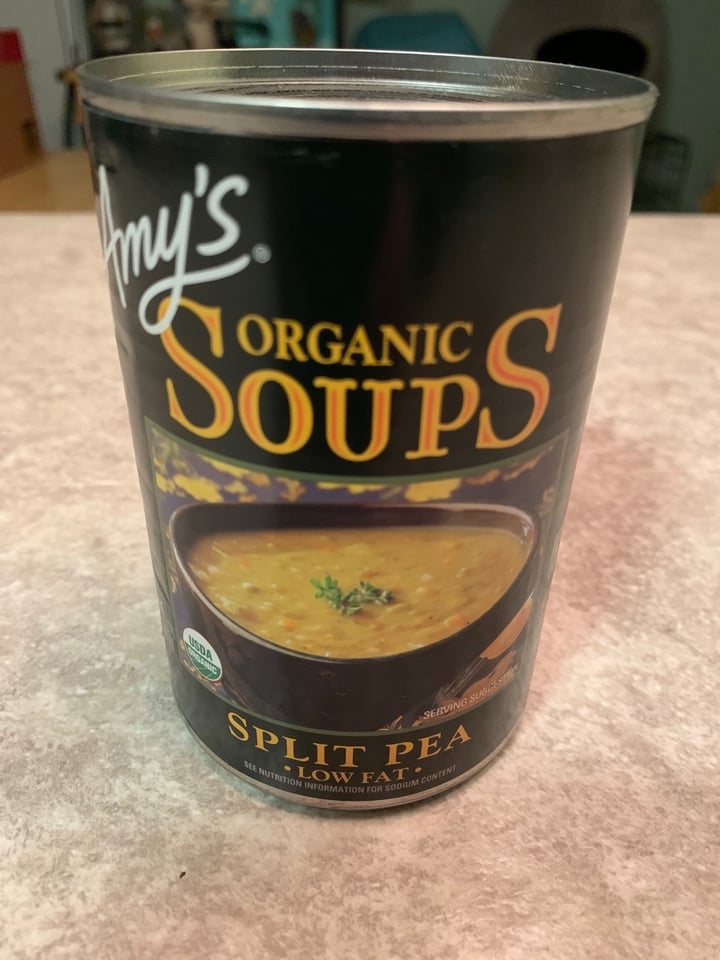 Amy's®
ORGANIC
SOUPS
USDA
ORGANIC
SERVING SUGGESTION
SPLIT PEA
• LOW FAT •
SEE NUTRITION INFORMATION FOR SODIUM CONTENT